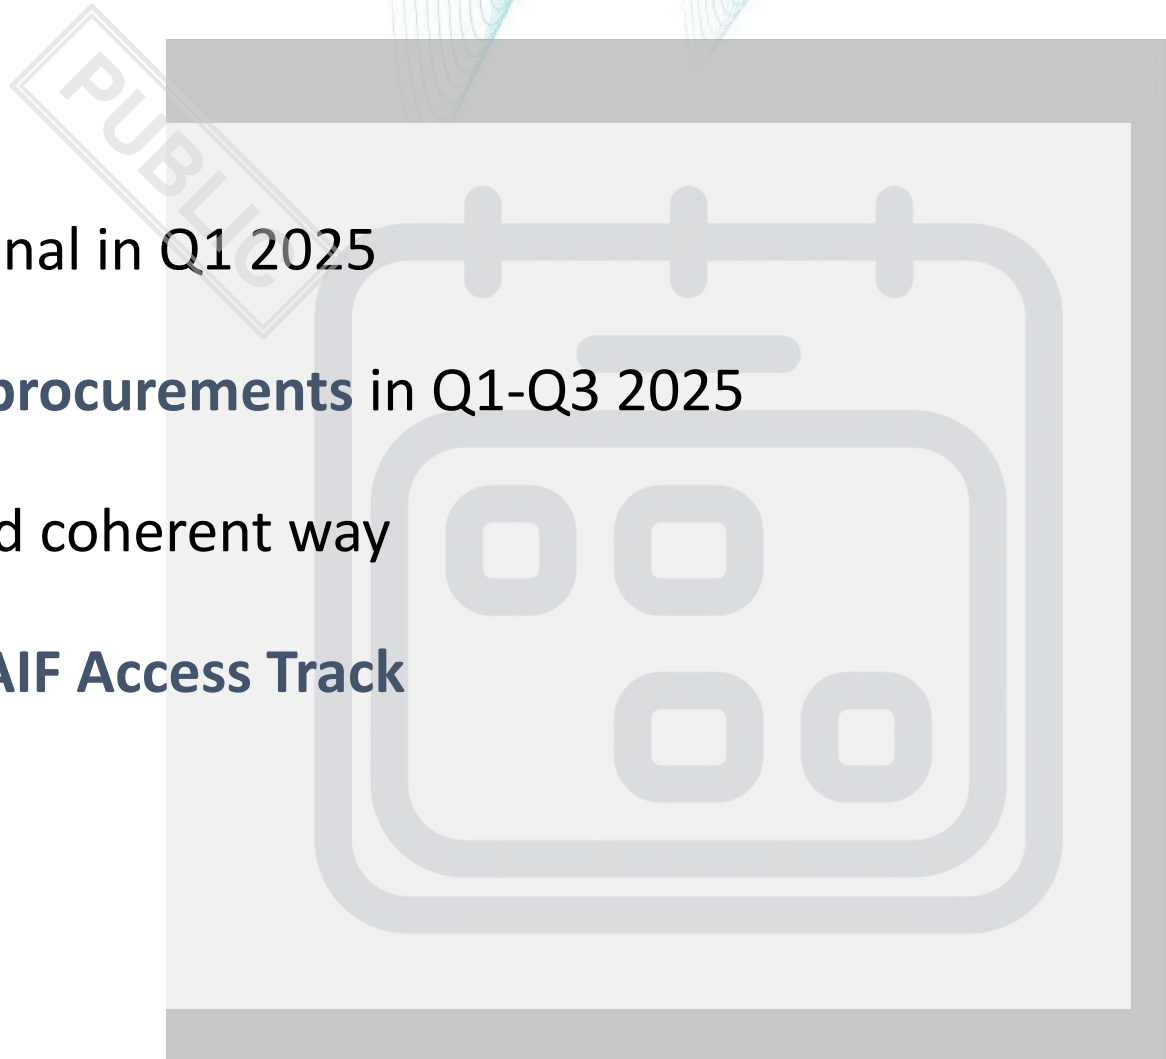 PUBLIC
nal in Q1 2025
procurements in Q1-Q3 2025
d coherent way
AIF Access Track